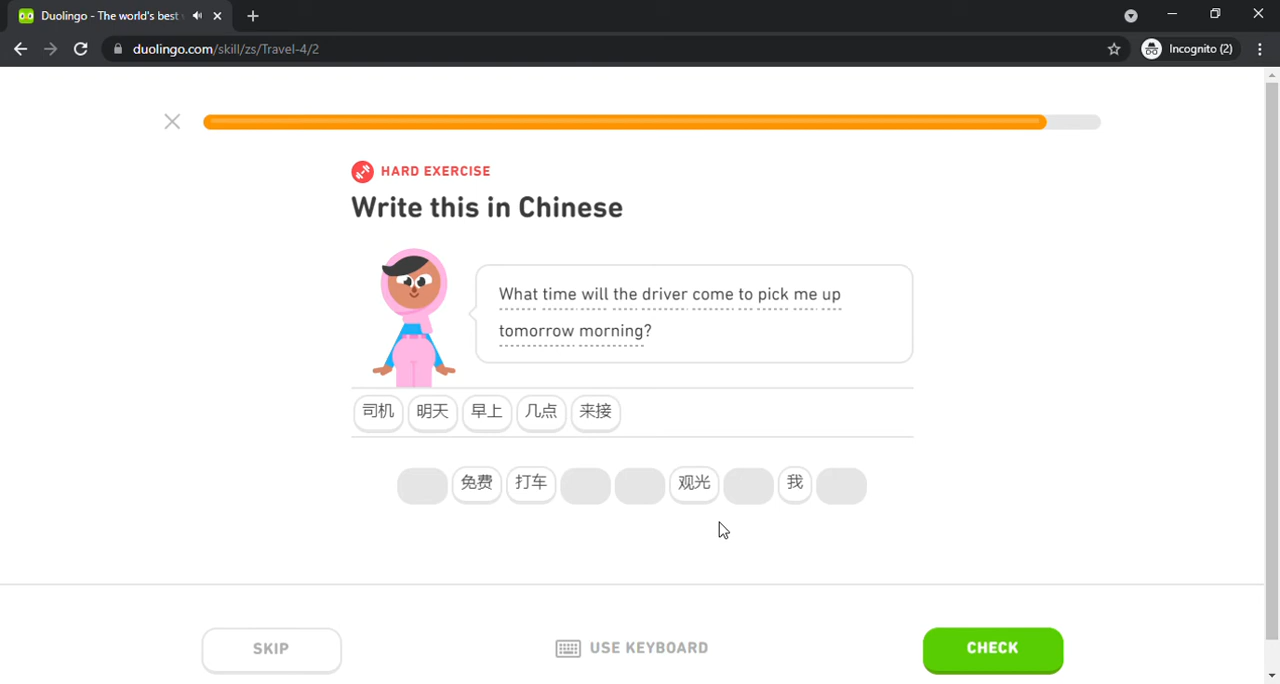 Duolingo - The world's best
duolingo.com/skill/zs/Travel-4/2
Incognito (2)
HARD EXERCISE
Write this in Chinese
What time will the driver come to pick me up
tomorrow morning?
司机 明天 早上 几点 来接
免费 打车 观光 我
SKIP
USE KEYBOARD
CHECK